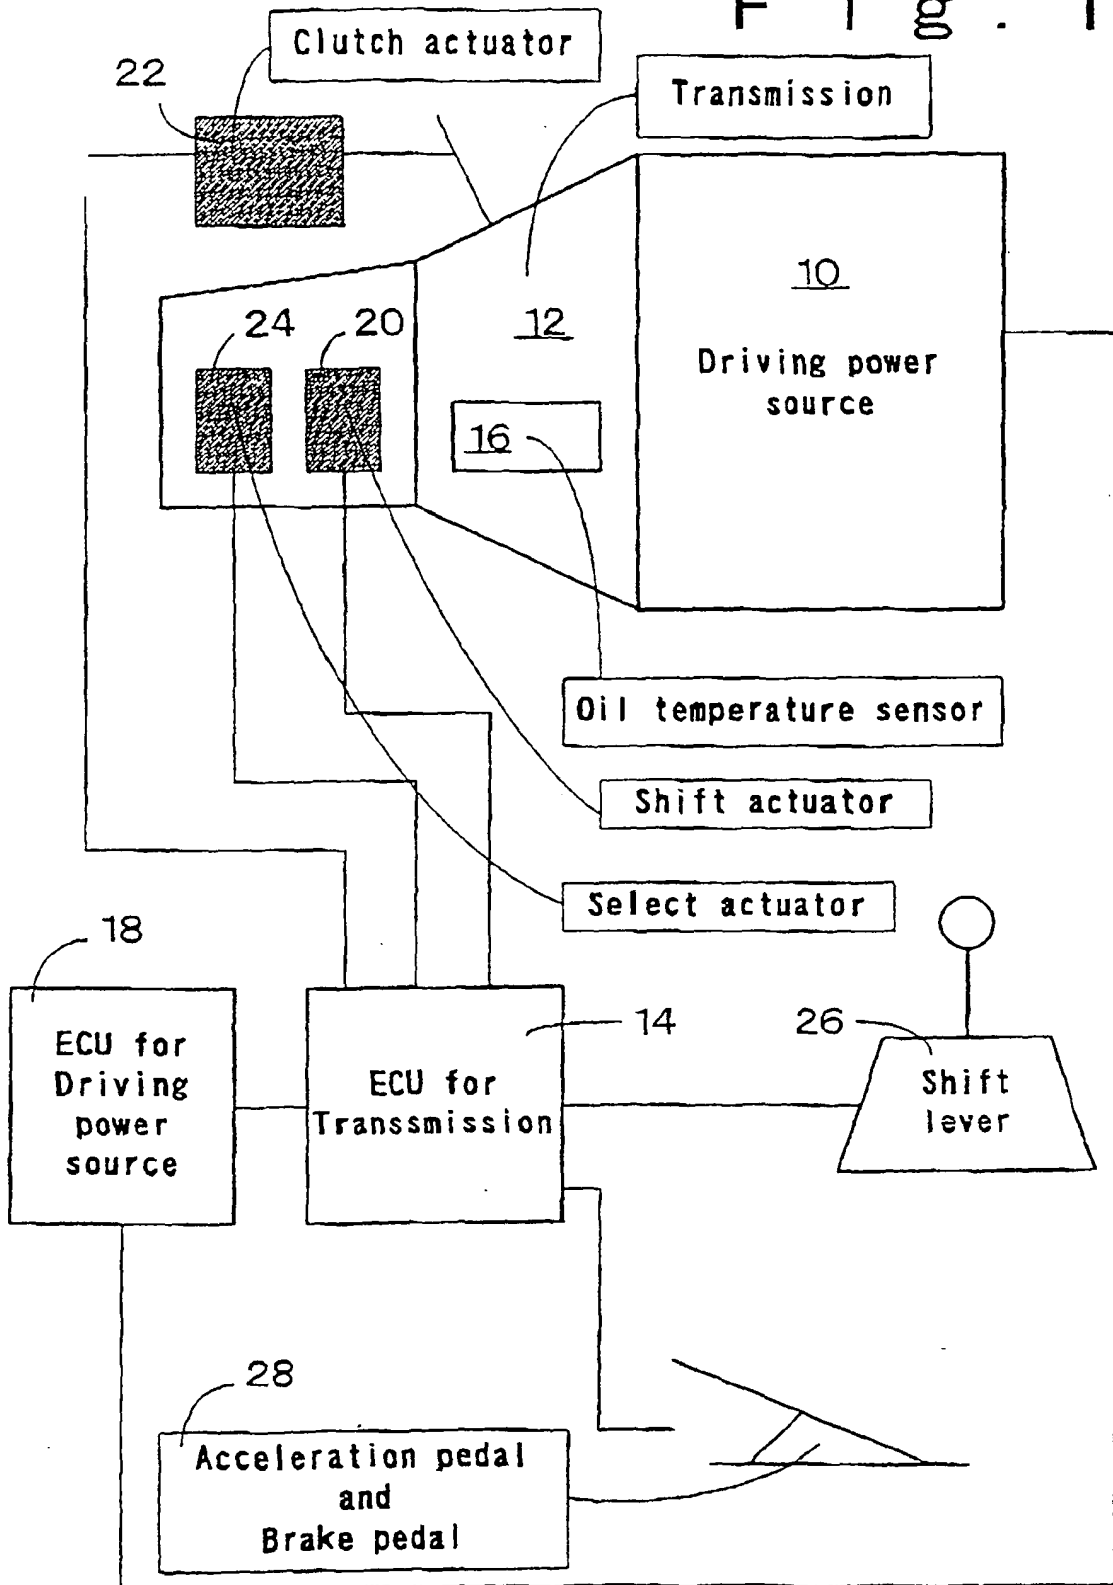 Fig. 1
Clutch actuator
22
Transmission
10
24
20
12
Driving power
source
16
Oil temperature sensor
Shift actuator
Select actuator
18
14
26
ECU for
Driving
power
source
ECU for
Transsmission
Shift
lever
28
Acceleration pedal
and
Brake pedal